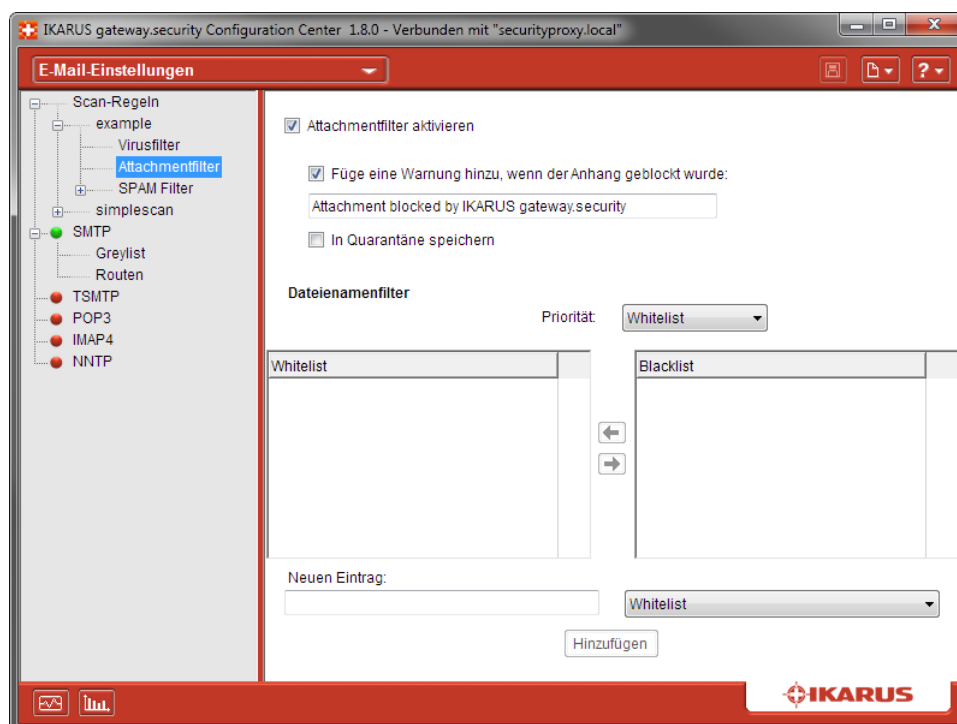 IKARUS gateway.security Configuration Center 1.8.0 - Verbunden mit "securityproxy.local"
E-Mail-Einstellungen
Scan-Regeln
example
Virusfilter
Attachmentfilter
SPAM Filter
simplescan
SMTP
Greylist
Routen
TSMTP
POP3
IMAP4
NNTP
Attachmentfilter aktivieren
Füge eine Warnung hinzu, wenn der Anhang geblockt wurde:
Attachment blocked by IKARUS gateway.security
In Quarantäne speichern
Dateienamenfilter
Priorität: Whitelist
Whitelist
Blacklist
Neuen Eintrag:
Whitelist
Hinzufügen
IKARUS